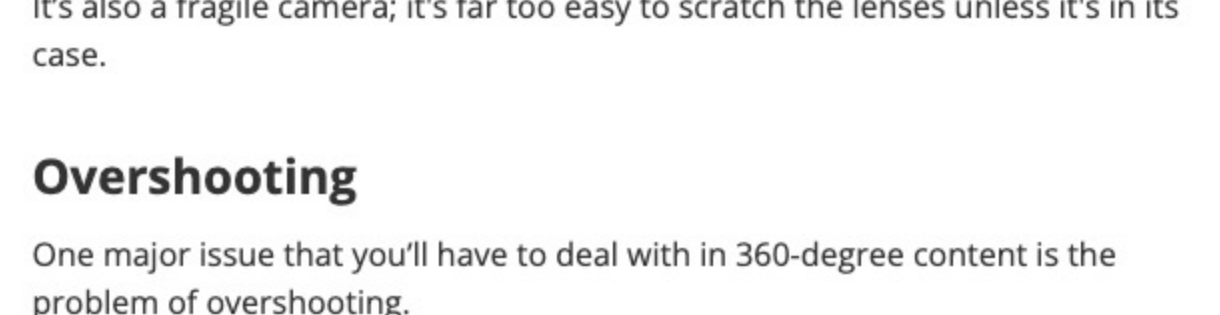 It's also a fragile camera; it's far too easy to scratch the lenses unless it's in its
case.
Overshooting
One major issue that you’ll have to deal with in 360-degree content is the
problem of overshooting.